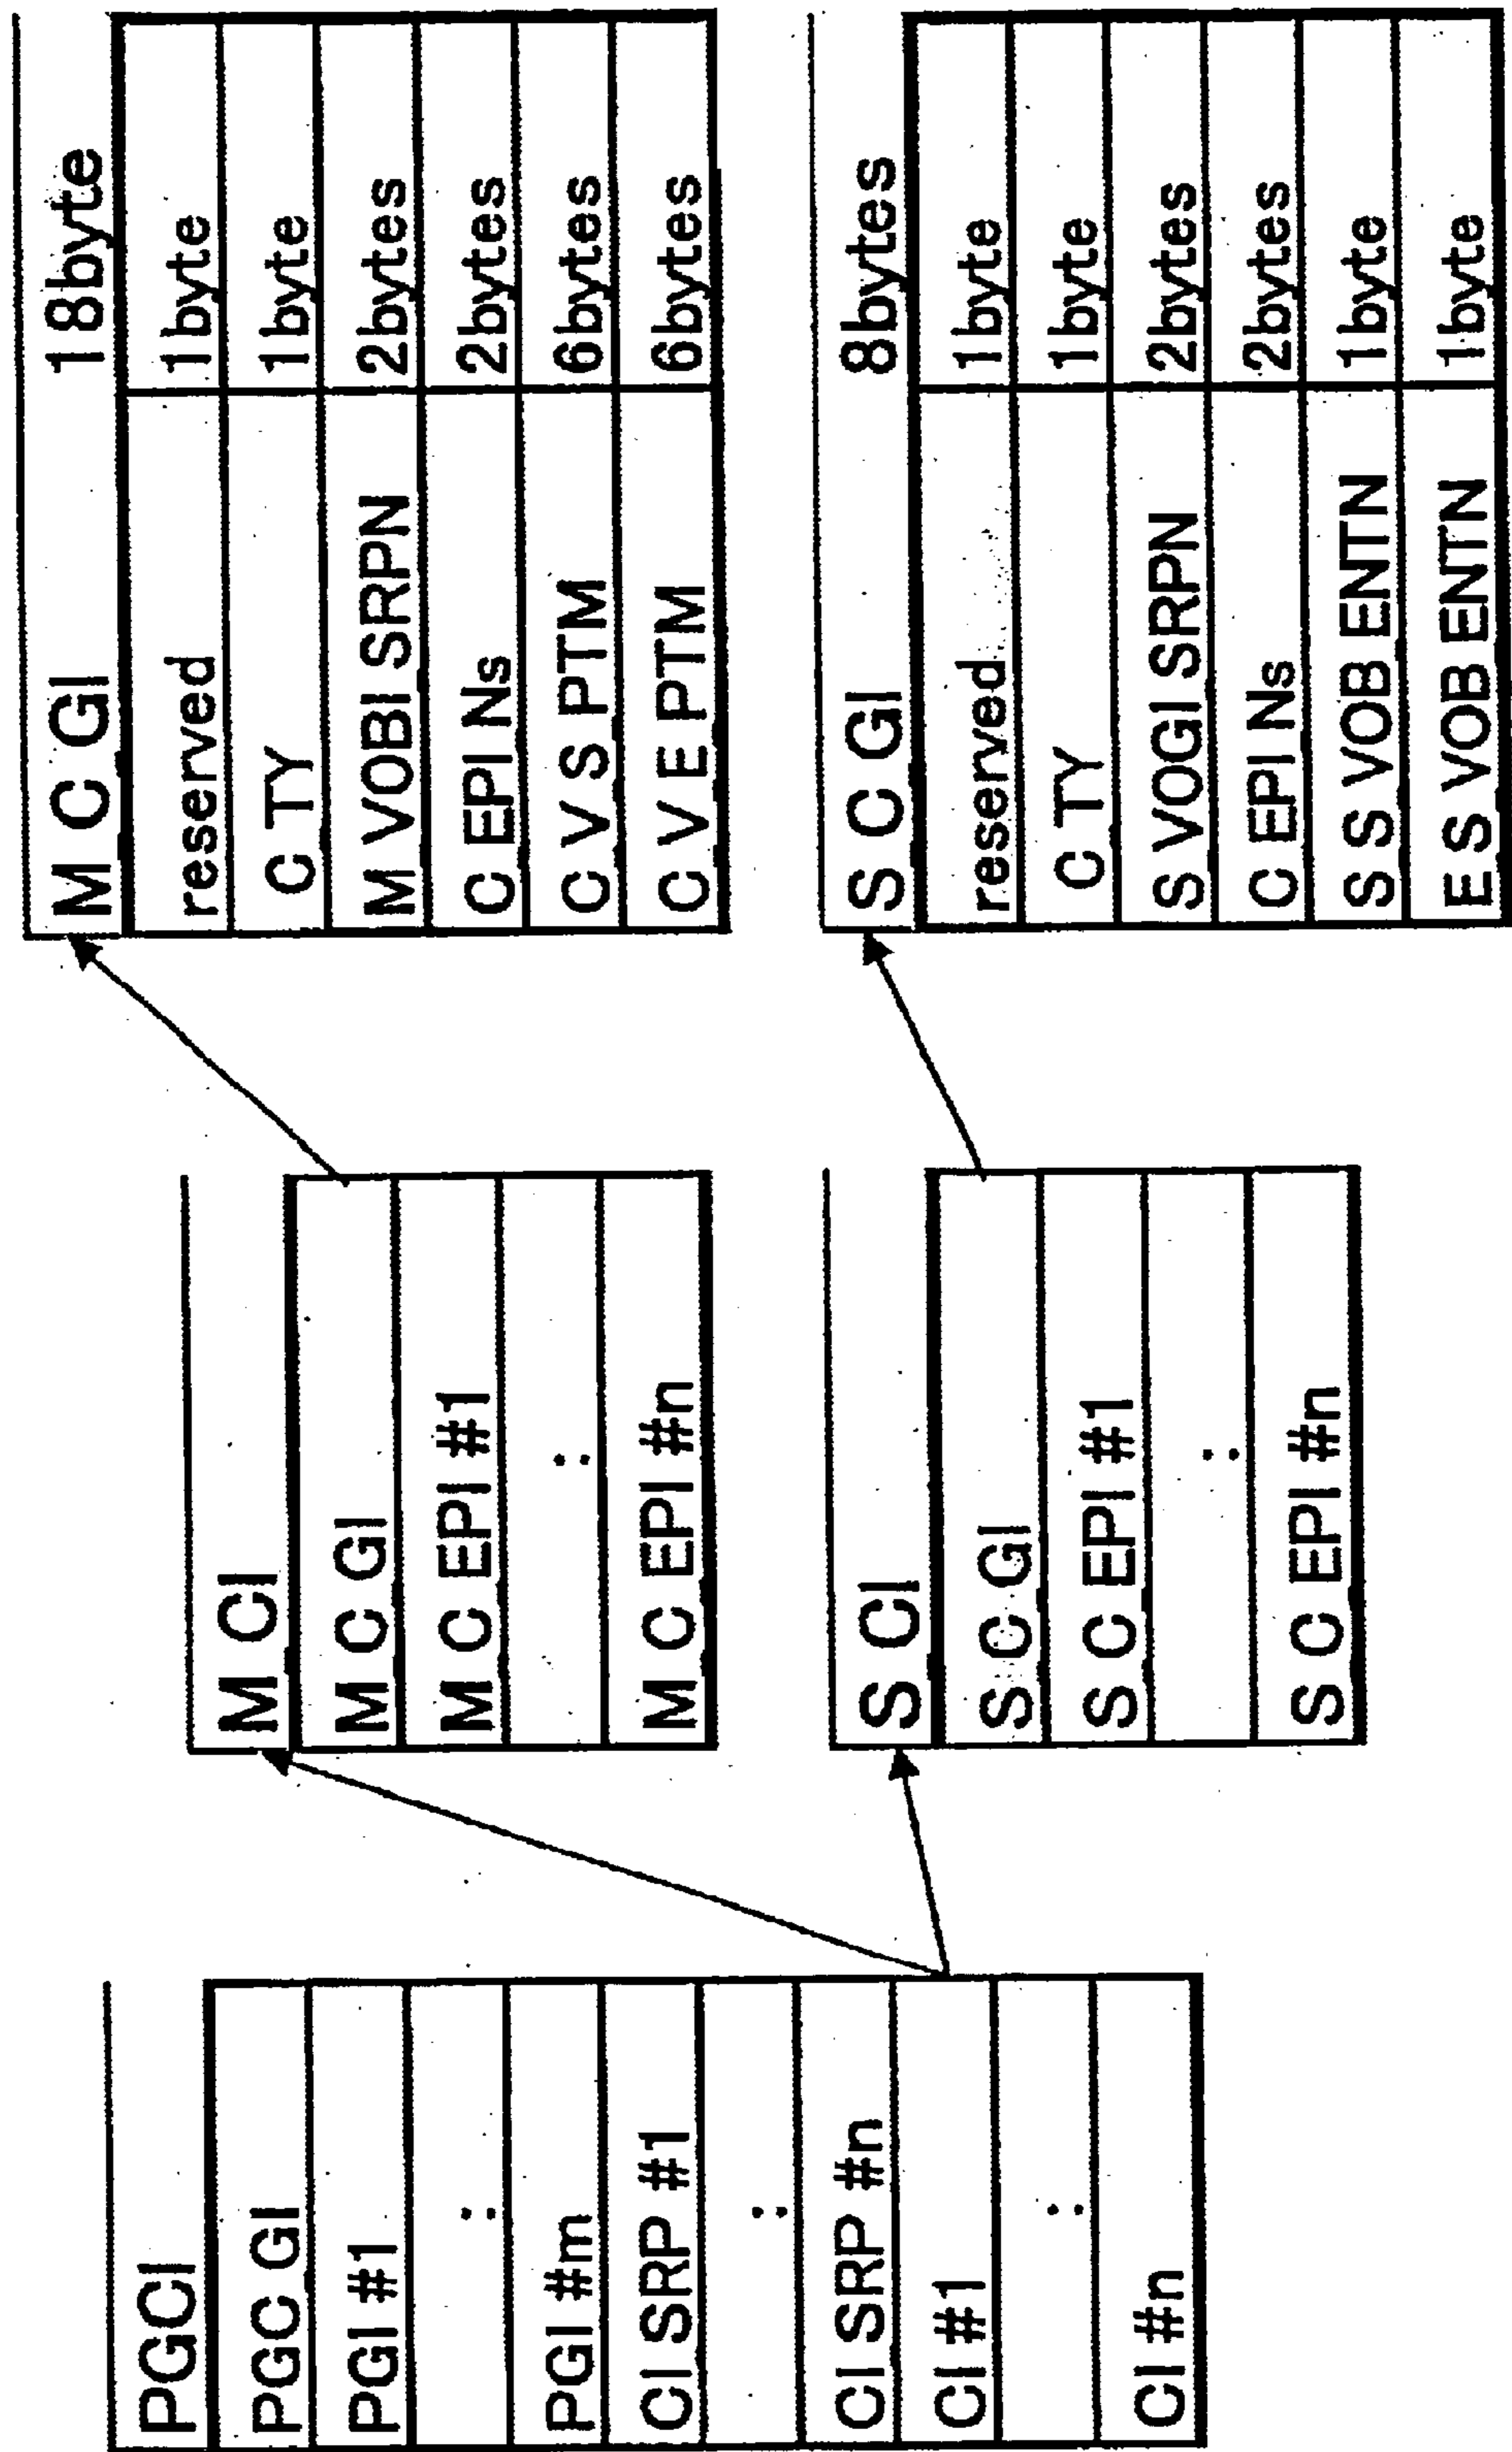 PGCI
PGC GI
PGI #1
:
PGI #m
CI SRP #1
:
CI SRP #n
CI #1
:
CI #n
M CI
M C GI
M C EPI #1
:
M C EPI #n
S CI
S C GI
S C EPI #1
:
S C EPI #n
M C GI 18byte
reserved 1byte
C TY 1byte
M VOBI SRPN 2bytes
C EPI Ns 2bytes
C V S PTM 6bytes
C V E PTM 6bytes
S C GI 8bytes
reserved 1byte
C TY 1byte
S VOGI SRPN 2bytes
C EPI Ns 2bytes
S S VOB ENTN 1byte
E S VOB ENTN 1byte